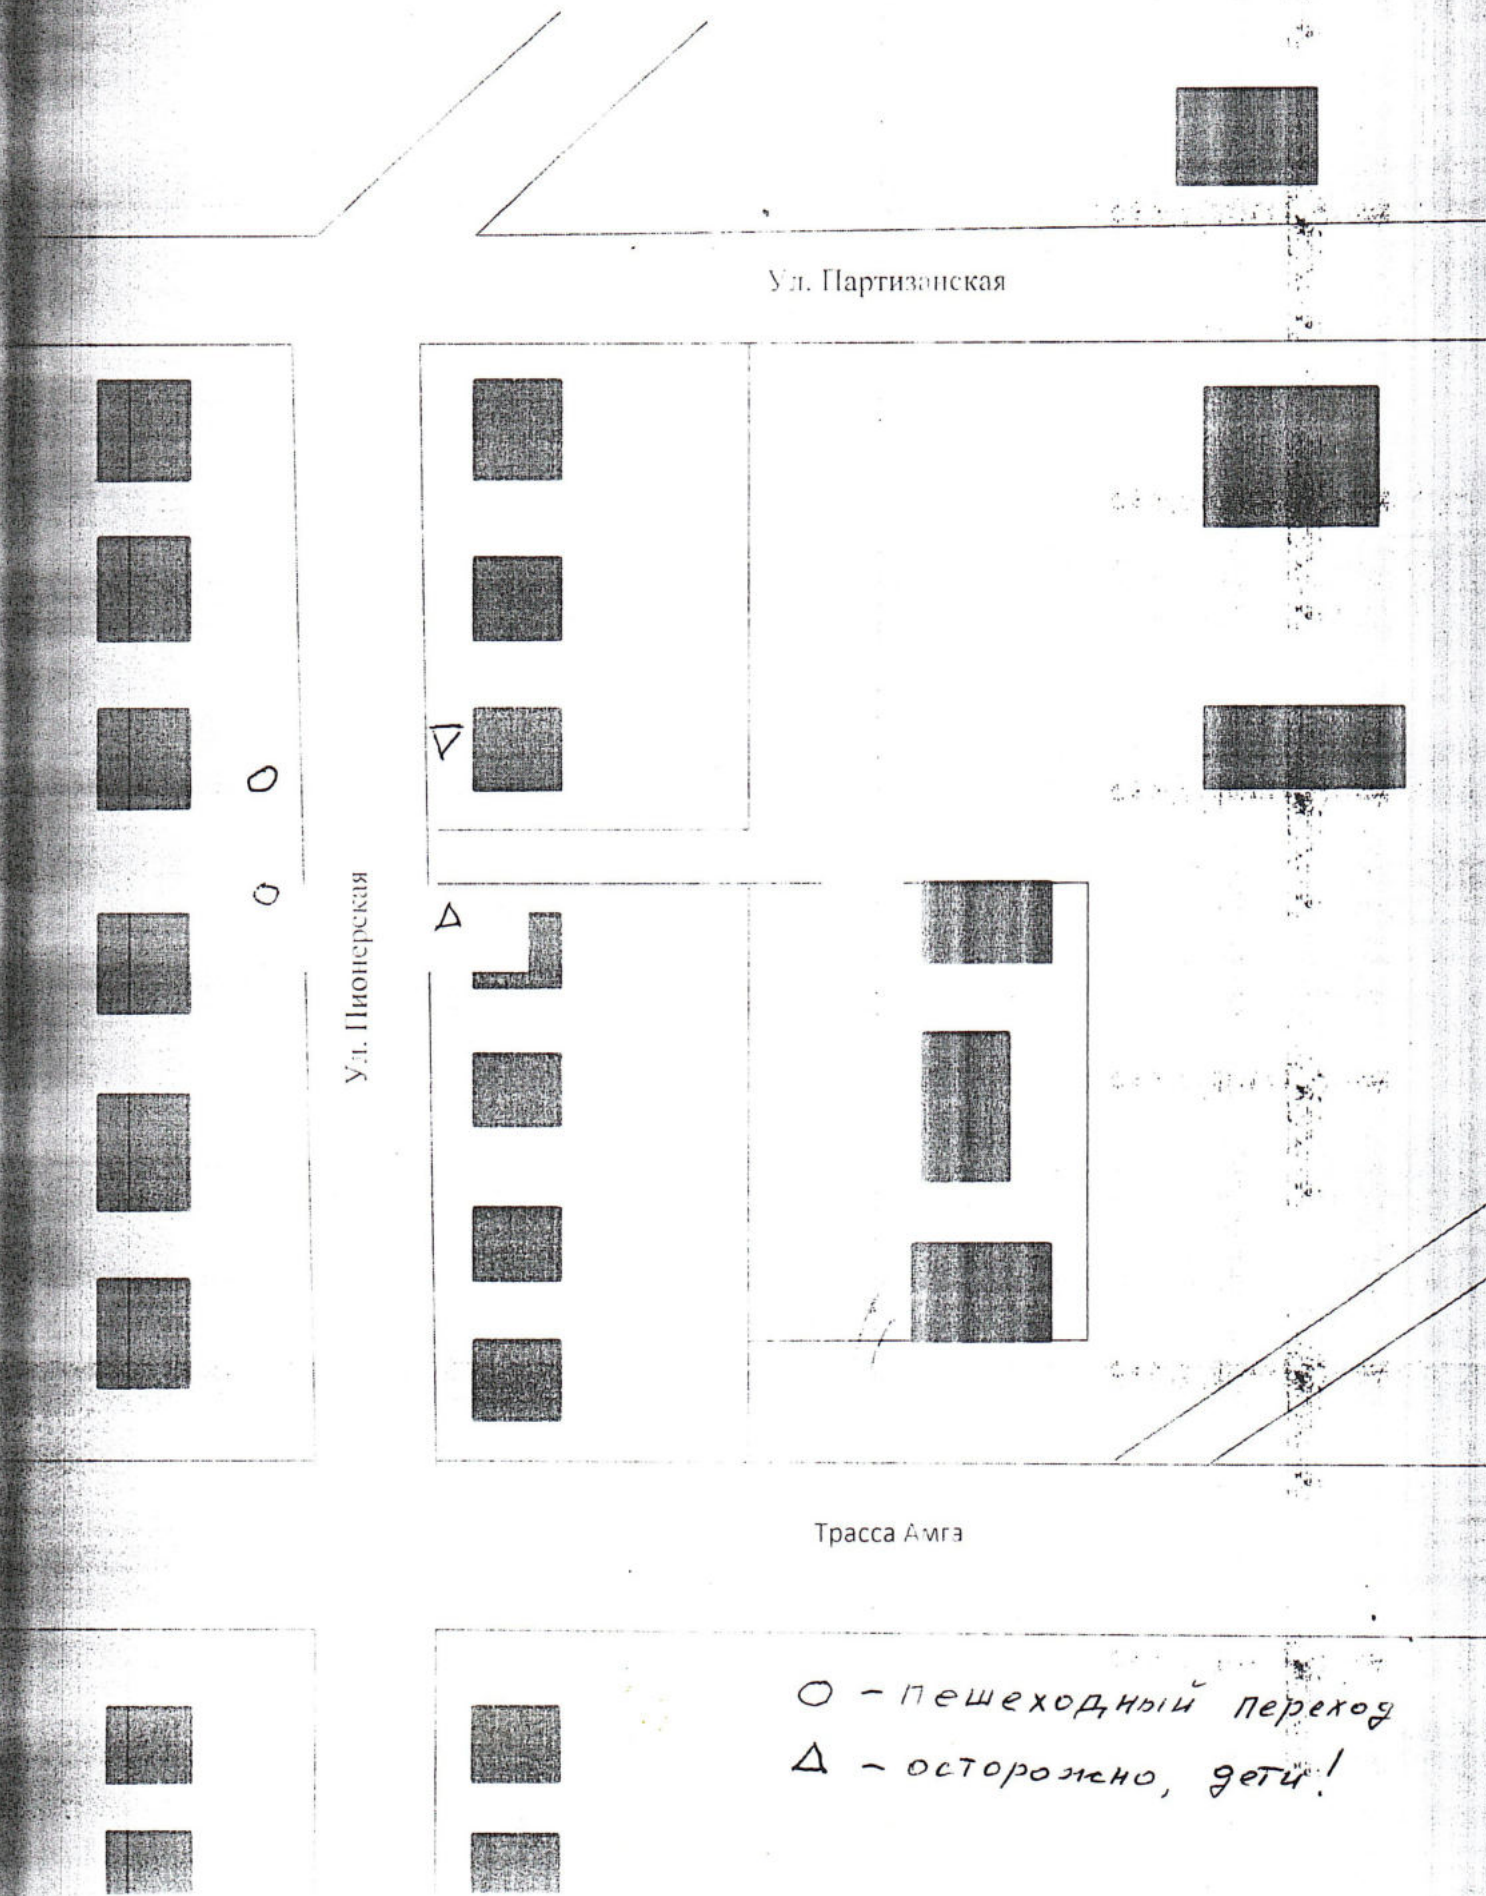 Ул. Партизанская
Ул. Пионерская
Трасса Амга
О - пешеходный переход
Δ - осторожно, дети!